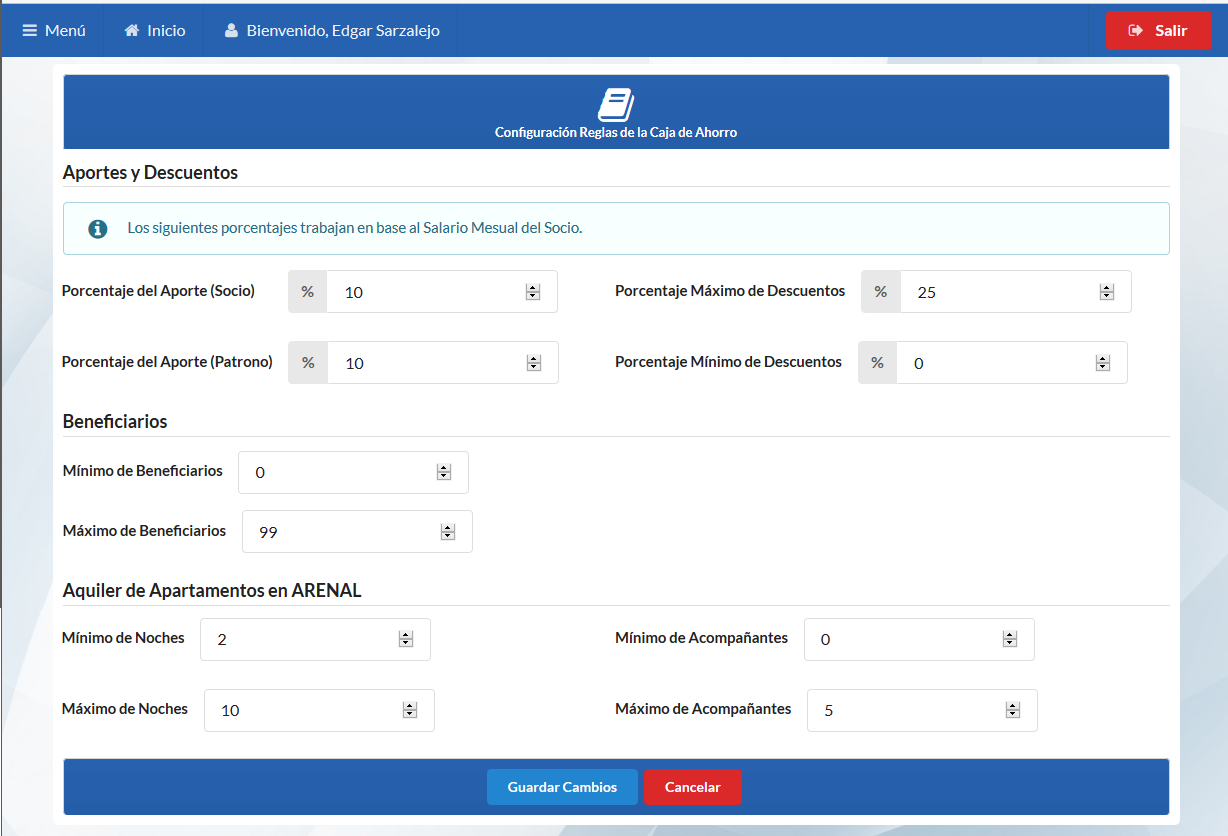 Menú
Inicio
Bienvenido, Edgar Sarzalejo
Salir
Configuración Reglas de la Caja de Ahorro
Aportes y Descuentos
Los siguientes porcentajes trabajan en base al Salario Mesual del Socio.
Porcentaje del Aporte (Socio) % 10
Porcentaje Máximo de Descuentos % 25
Porcentaje del Aporte (Patrono) % 10
Porcentaje Mínimo de Descuentos % 0
Beneficiarios
Mínimo de Beneficiarios 0
Máximo de Beneficiarios 99
Aquiler de Apartamentos en ARENAL
Mínimo de Noches 2
Mínimo de Acompañantes 0
Máximo de Noches 10
Máximo de Acompañantes 5
Guardar Cambios
Cancelar